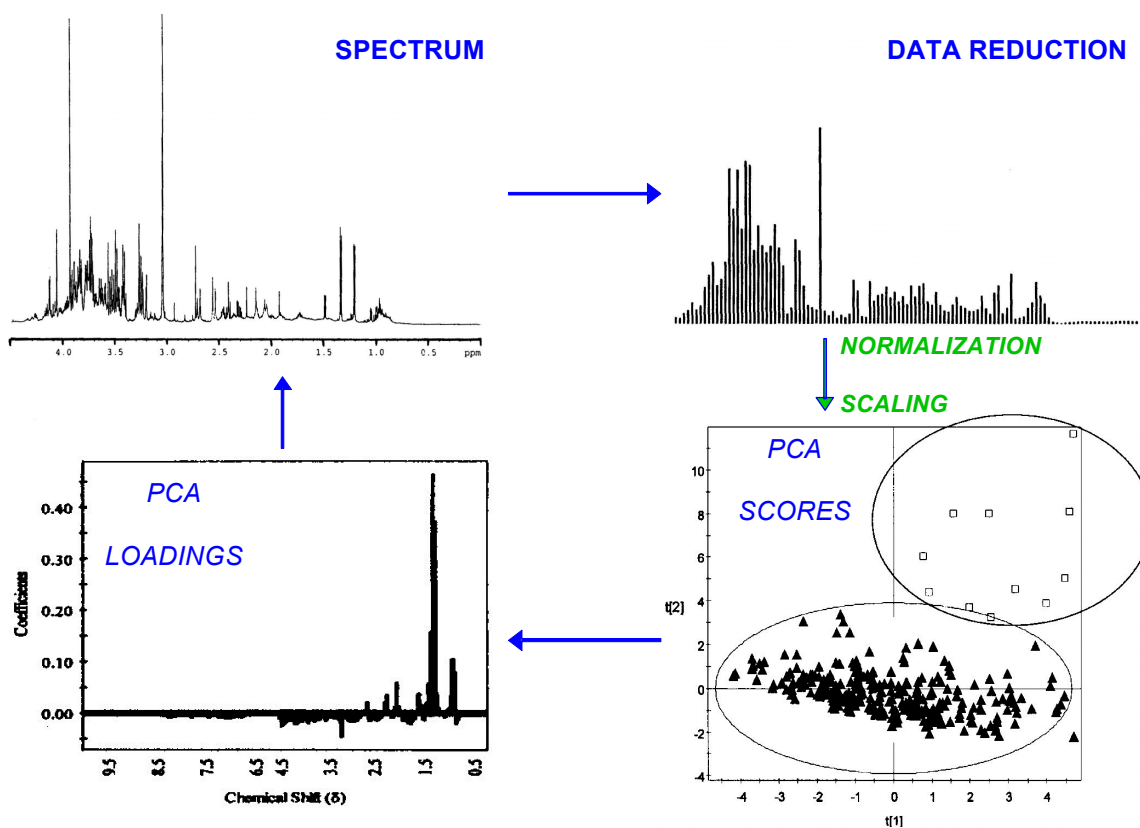 SPECTRUM
DATA REDUCTION
4.0 3.5 3.0 2.5 2.0 1.5 1.0 0.5 ppm
NORMALIZATION
SCALING
PCA
LOADINGS
0.40
0.30
0.20
0.10
0.00
Coefficients
9.5 8.5 7.5 6.5 4.5 3.5 2.5 1.5 0.5
Chemical Shift (δ)
PCA
SCORES
10
8
6
4
2
0
-2
-4
t[2]
-4 -3 -2 -1 0 1 2 3 4
t[1]